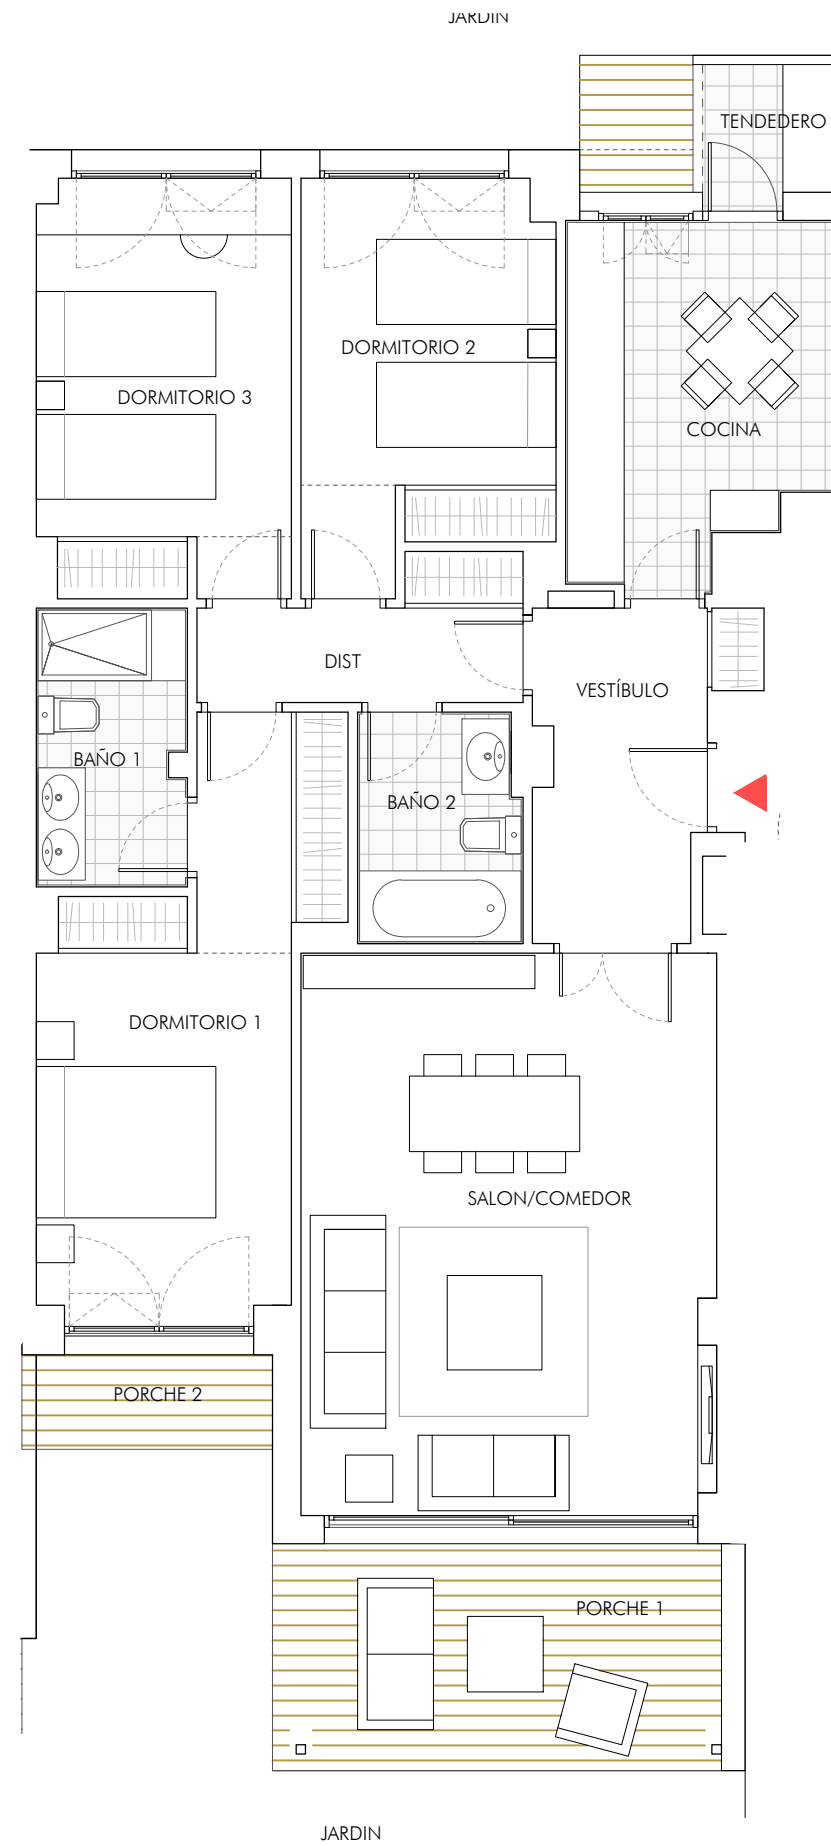 JARDIN
TENDEDERO
DORMITORIO 2
DORMITORIO 3
COCINA
DIST
VESTÍBULO
BAÑO 1
BAÑO 2
DORMITORIO 1
SALON/COMEDOR
PORCHE 2
PORCHE 1
JARDIN